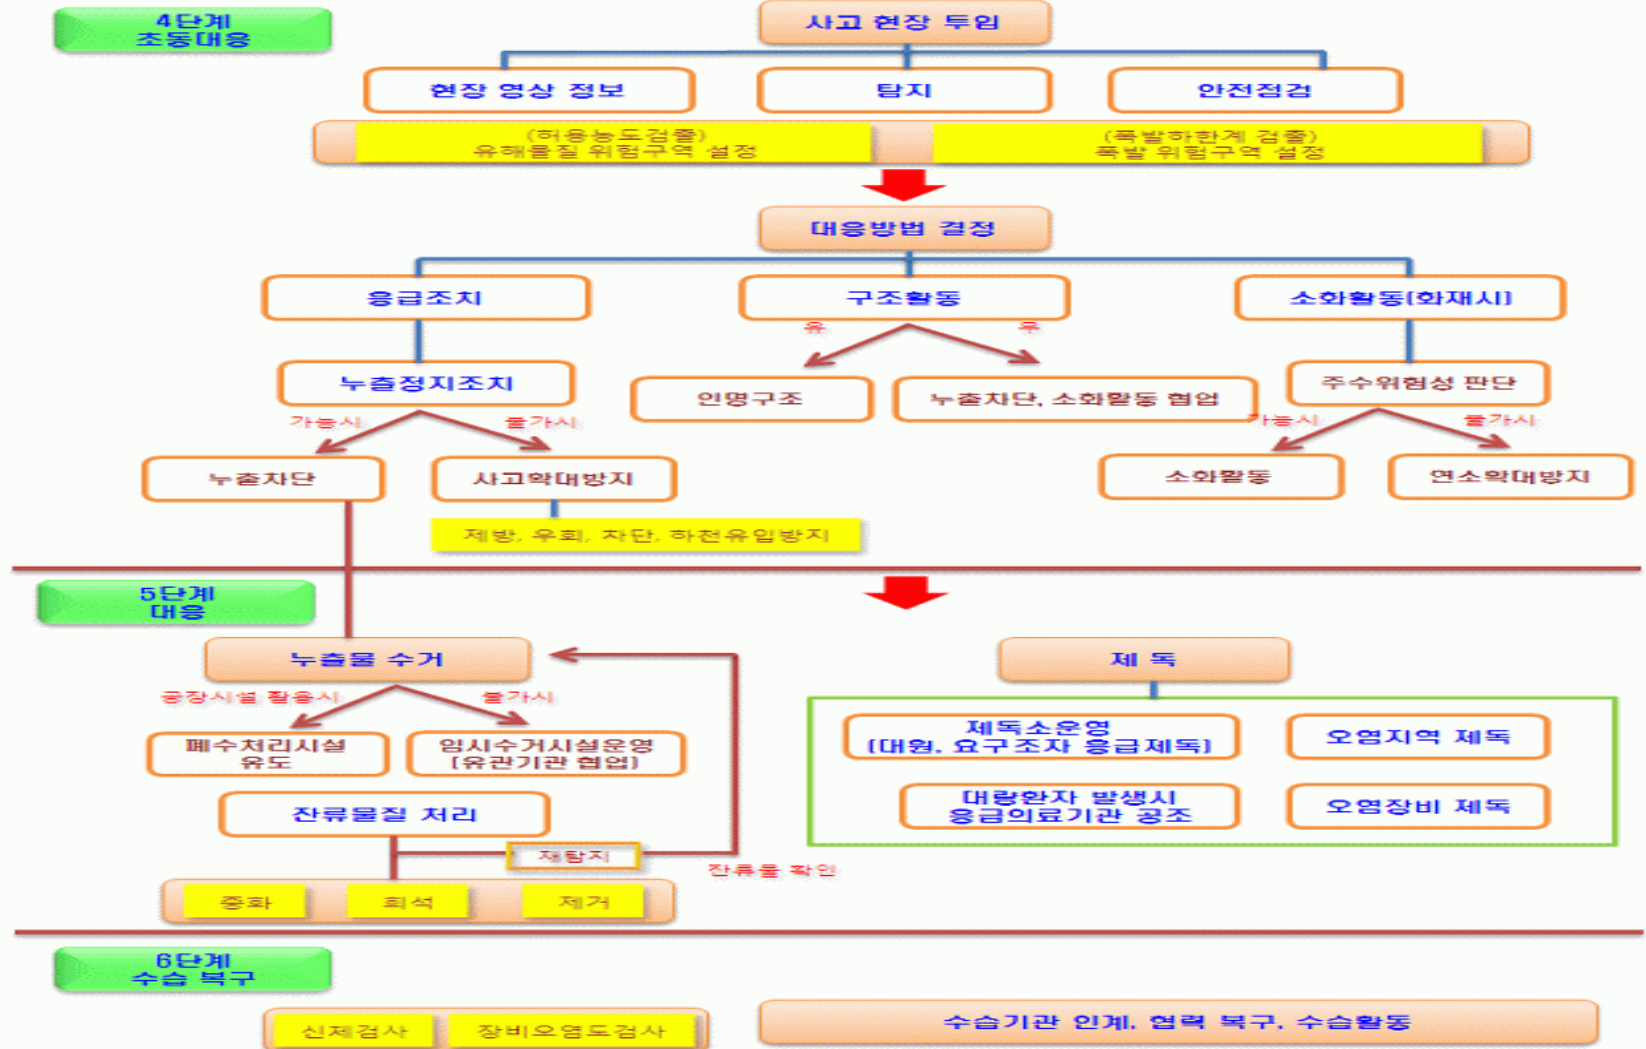 4단계
초동대응
사고 현장 투입
현장 영상 정보
탐지
안전점검
(허용농도검출)
유해물질 위험구역 설정
(폭발하한계 검출)
폭발 위험구역 설정
대응방법 결정
응급조치
구조활동
소화활동(화재시)
유
무
누출정지조치
인명구조
누출차단, 소화활동 협업
주수위험성 판단
가능시
불가시
가능시
불가시
누출차단
사고확대방지
소화활동
연소확대방지
제방, 우회, 차단, 하천유입방지
5단계
대응
누출물 수거
제 독
공장시설 활용시
불가시
폐수처리시설
유도
임시수거시설운영
(유관기관 협업)
제독소운영
(대원, 요구조자 응급제독)
오염지역 제독
잔류물질 처리
대량환자 발생시
응급의료기관 공조
오염장비 제독
재탐지
잔류물 확인
중화
희석
제거
6단계
수습 복구
신체검사
장비오염도검사
수습기관 인계, 협력 복구, 수습활동